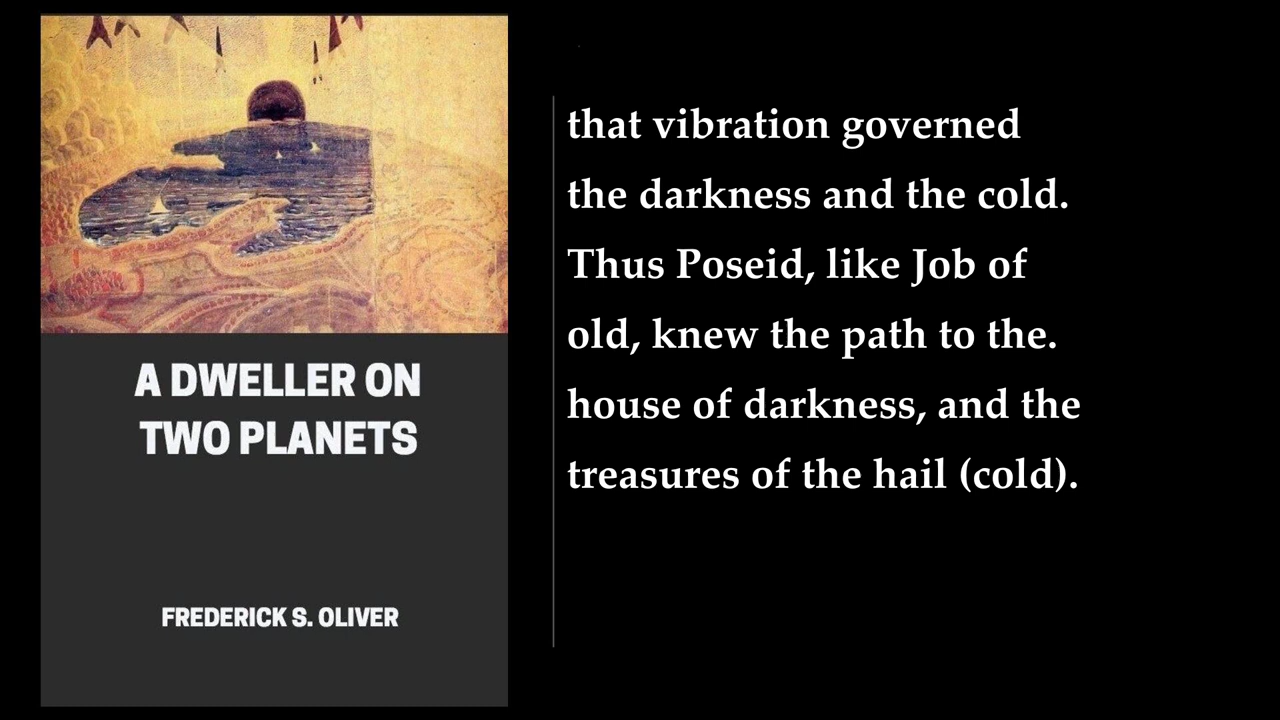 A DWELLER ON
TWO PLANETS
FREDERICK S. OLIVER
that vibration governed
the darkness and the cold.
Thus Poseid, like Job of
old, knew the path to the.
house of darkness, and the
treasures of the hail (cold).